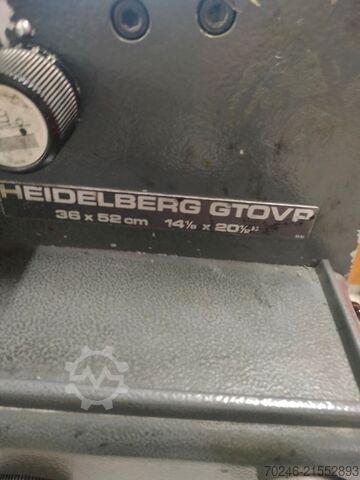 HEIDELBERG GTOVP
36 x 52 cm 14⅛ x 20½
70246-21552893